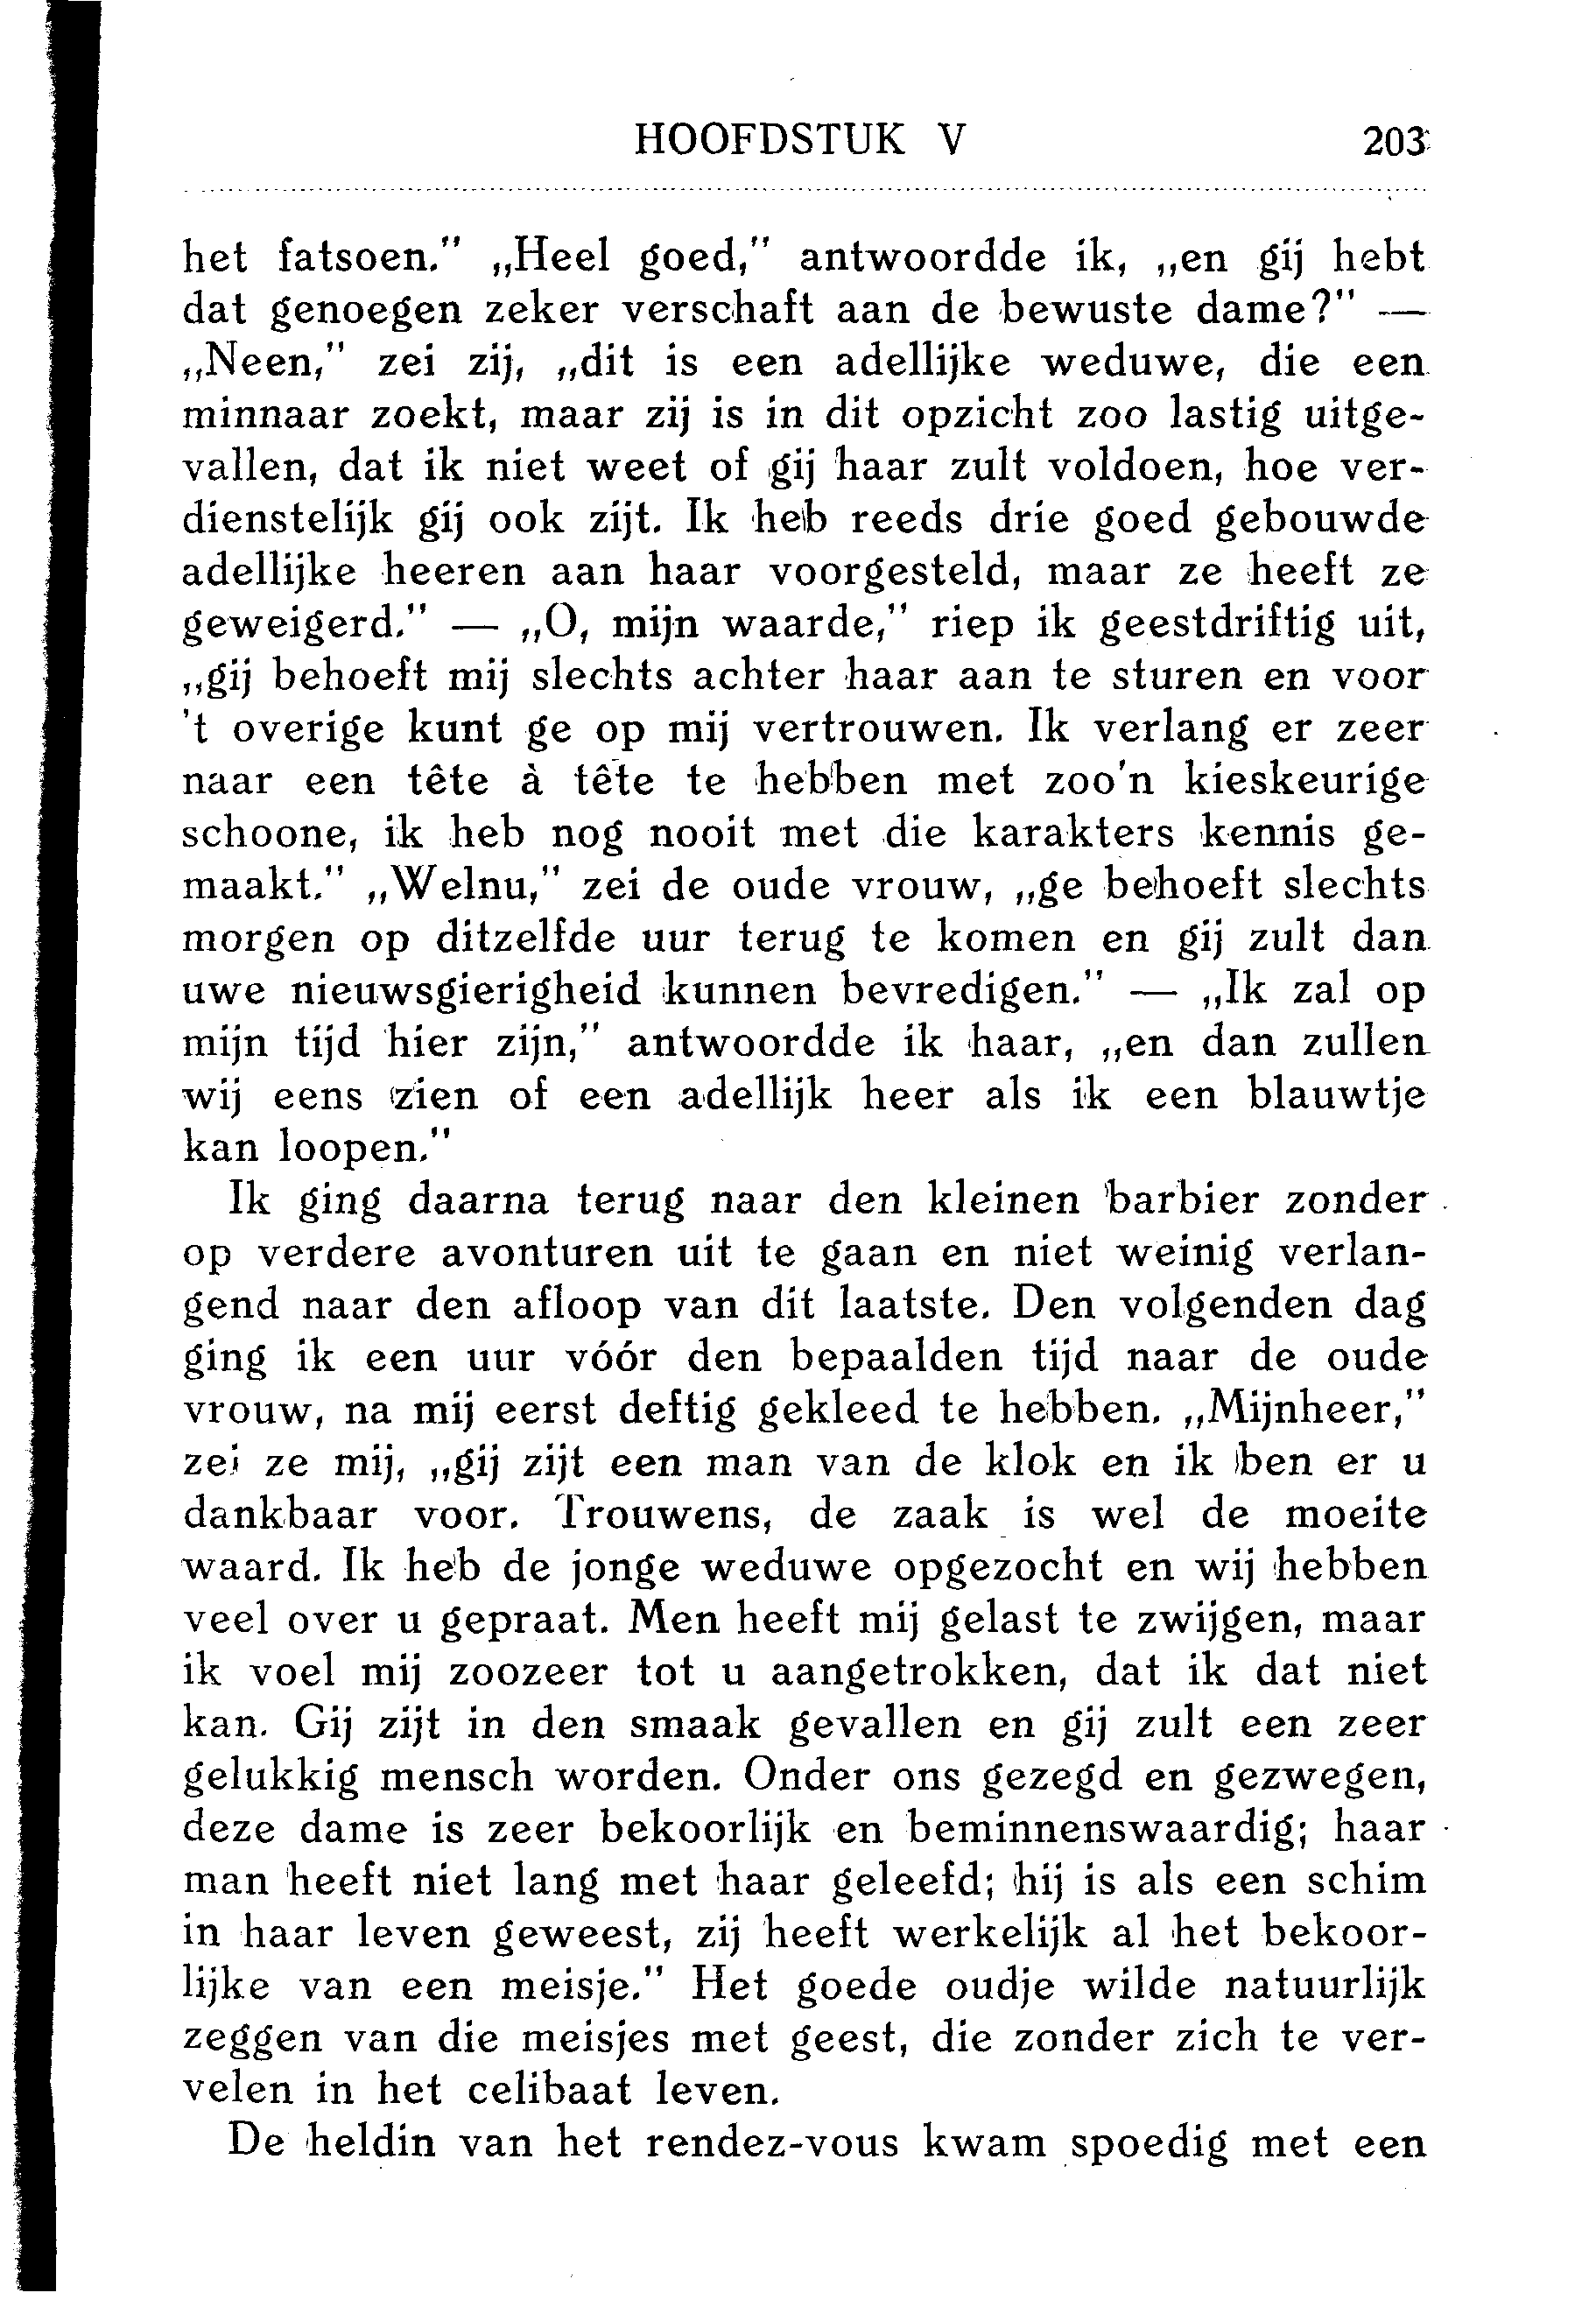 HOOFDSTUK V 203
het fatsoen." „Heel goed," antwoordde ik, „en gij hebt
dat genoegen zeker verschaft aan de bewuste dame?" —
„Neen," zei zij, „dit is een adellijke weduwe, die een
minnaar zoekt, maar zij is in dit opzicht zoo lastig uitge-
vallen, dat ik niet weet of gij haar zult voldoen, hoe ver-
dienstelijk gij ook zijt. Ik heb reeds drie goed gebouwde
adellijke heeren aan haar voorgesteld, maar ze heeft ze
geweigerd." — „O, mijn waarde," riep ik geestdriftig uit,
„gij behoeft mij slechts achter haar aan te sturen en voor
't overige kunt ge op mij vertrouwen. Ik verlang er zeer
naar een tête à tête te hebben met zoo'n kieskeurige
schoone, ik heb nog nooit met die karakters kennis ge-
maakt." „Welnu," zei de oude vrouw, „ge behoeft slechts
morgen op ditzelfde uur terug te komen en gij zult dan
uwe nieuwsgierigheid kunnen bevredigen." — „Ik zal op
mijn tijd hier zijn," antwoordde ik haar, „en dan zullen
wij eens zien of een adellijk heer als ik een blauwtje
kan loopen."
Ik ging daarna terug naar den kleinen barbier zonder
op verdere avonturen uit te gaan en niet weinig verlan-
gend naar den afloop van dit laatste. Den volgenden dag
ging ik een uur vóór den bepaalden tijd naar de oude
vrouw, na mij eerst deftig gekleed te hebben. „Mijnheer,"
zei ze mij, „gij zijt een man van de klok en ik ben er u
dankbaar voor. Trouwens, de zaak is wel de moeite
waard. Ik heb de jonge weduwe opgezocht en wij hebben
veel over u gepraat. Men heeft mij gelast te zwijgen, maar
ik voel mij zoozeer tot u aangetrokken, dat ik dat niet
kan. Gij zijt in den smaak gevallen en gij zult een zeer
gelukkig mensch worden. Onder ons gezegd en gezwegen,
deze dame is zeer bekoorlijk en beminnenswaardig; haar
man heeft niet lang met haar geleefd; hij is als een schim
in haar leven geweest, zij heeft werkelijk al het bekoor-
lijke van een meisje." Het goede oudje wilde natuurlijk
zeggen van die meisjes met geest, die zonder zich te ver-
velen in het celibaat leven.
De heldin van het rendez-vous kwam spoedig met een